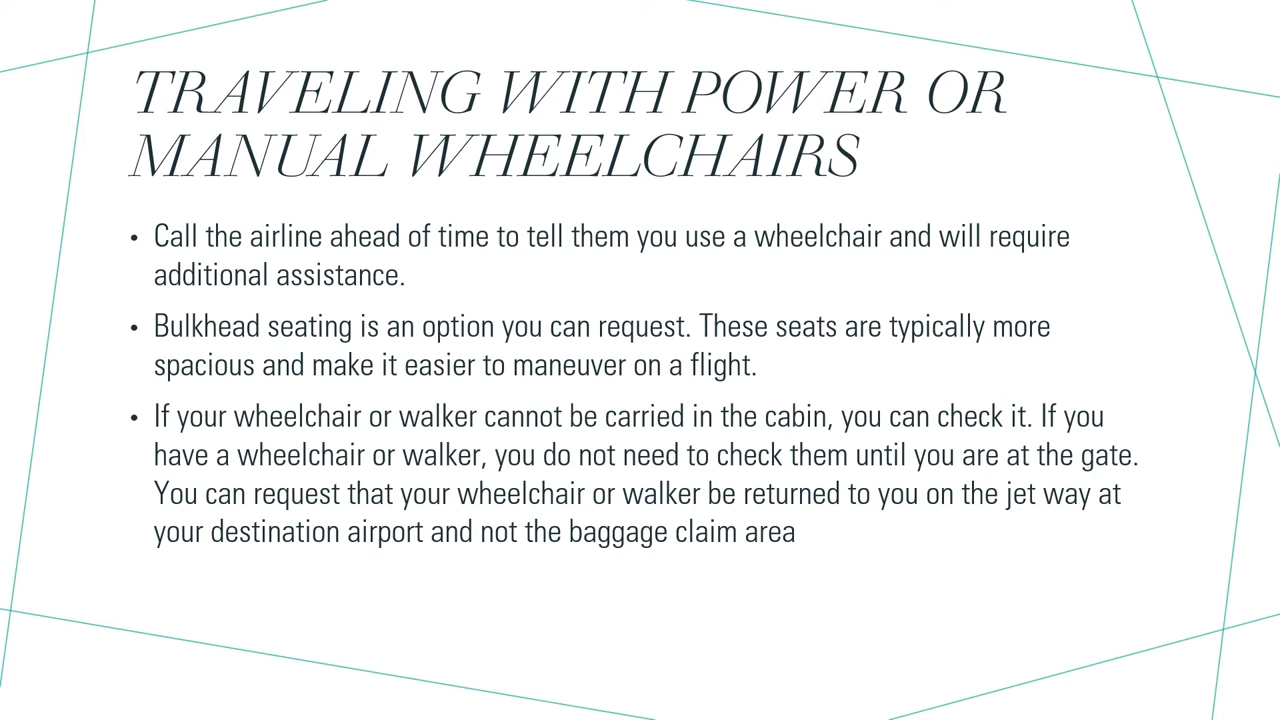 TRAVELING WITH POWER OR
MANUAL WHEELCHAIRS
• Call the airline ahead of time to tell them you use a wheelchair and will require
additional assistance.
• Bulkhead seating is an option you can request. These seats are typically more
spacious and make it easier to maneuver on a flight.
• If your wheelchair or walker cannot be carried in the cabin, you can check it. If you
have a wheelchair or walker, you do not need to check them until you are at the gate.
You can request that your wheelchair or walker be returned to you on the jet way at
your destination airport and not the baggage claim area